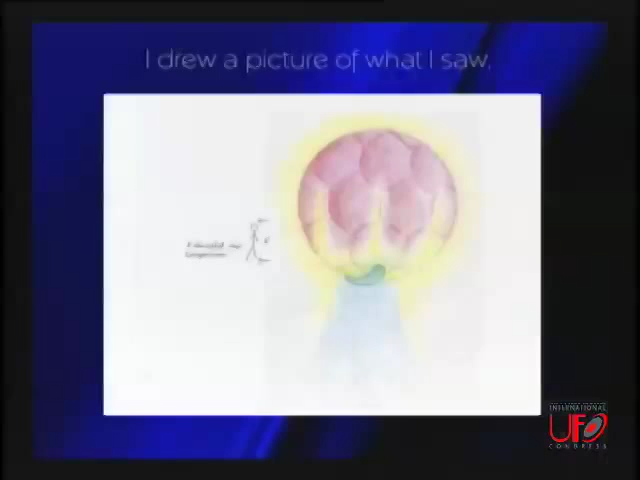 I drew a picture of what I saw.
INTERNATIONAL
UFO
CONGRESS